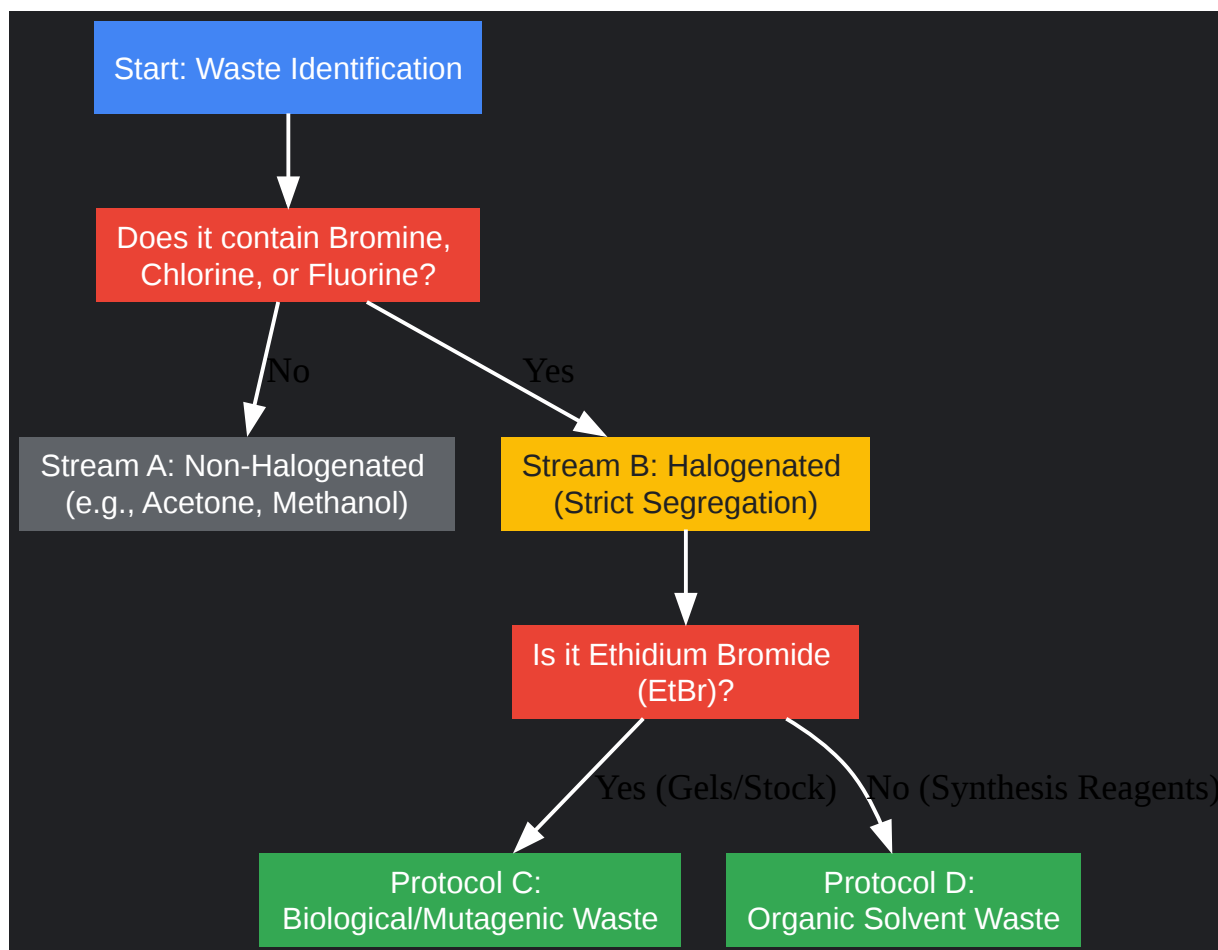 Start: Waste Identification
Does it contain Bromine,
Chlorine, or Fluorine?
No
Yes
Stream A: Non-Halogenated
(e.g., Acetone, Methanol)
Stream B: Halogenated
(Strict Segregation)
Is it Ethidium Bromide
(EtBr)?
Yes (Gels/Stock)
No (Synthesis Reagents)
Protocol C:
Biological/Mutagenic Waste
Protocol D:
Organic Solvent Waste